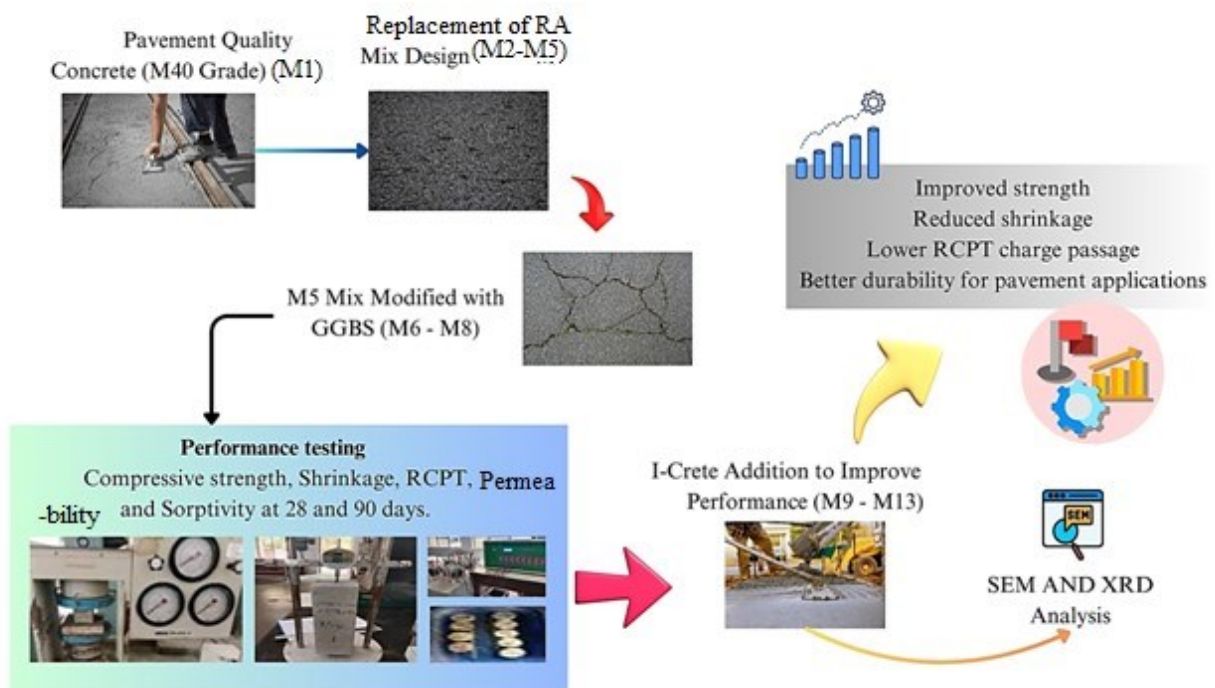 Pavement Quality
Concrete (M40 Grade) (M1)
Replacement of RA
Mix Design (M2-M5)
Improved strength
Reduced shrinkage
Lower RCPT charge passage
Better durability for pavement applications
M5 Mix Modified with
GGBS (M6 - M8)
Performance testing
Compressive strength, Shrinkage, RCPT, Permea
-bility and Sorptivity at 28 and 90 days.
I-Crete Addition to Improve
Performance (M9 - M13)
SEM
SEM AND XRD
Analysis